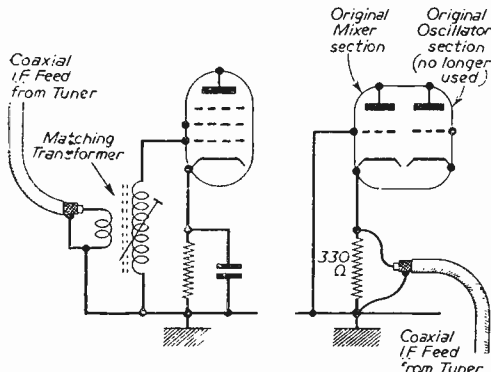 Coaxial
I.F Feed
from Tuner
Matching
Transformer
Original
Mixer
section
Original
Oscillator
section
(no longer
used)
330
Ω
Coaxial
I.F Feed
from Tuner